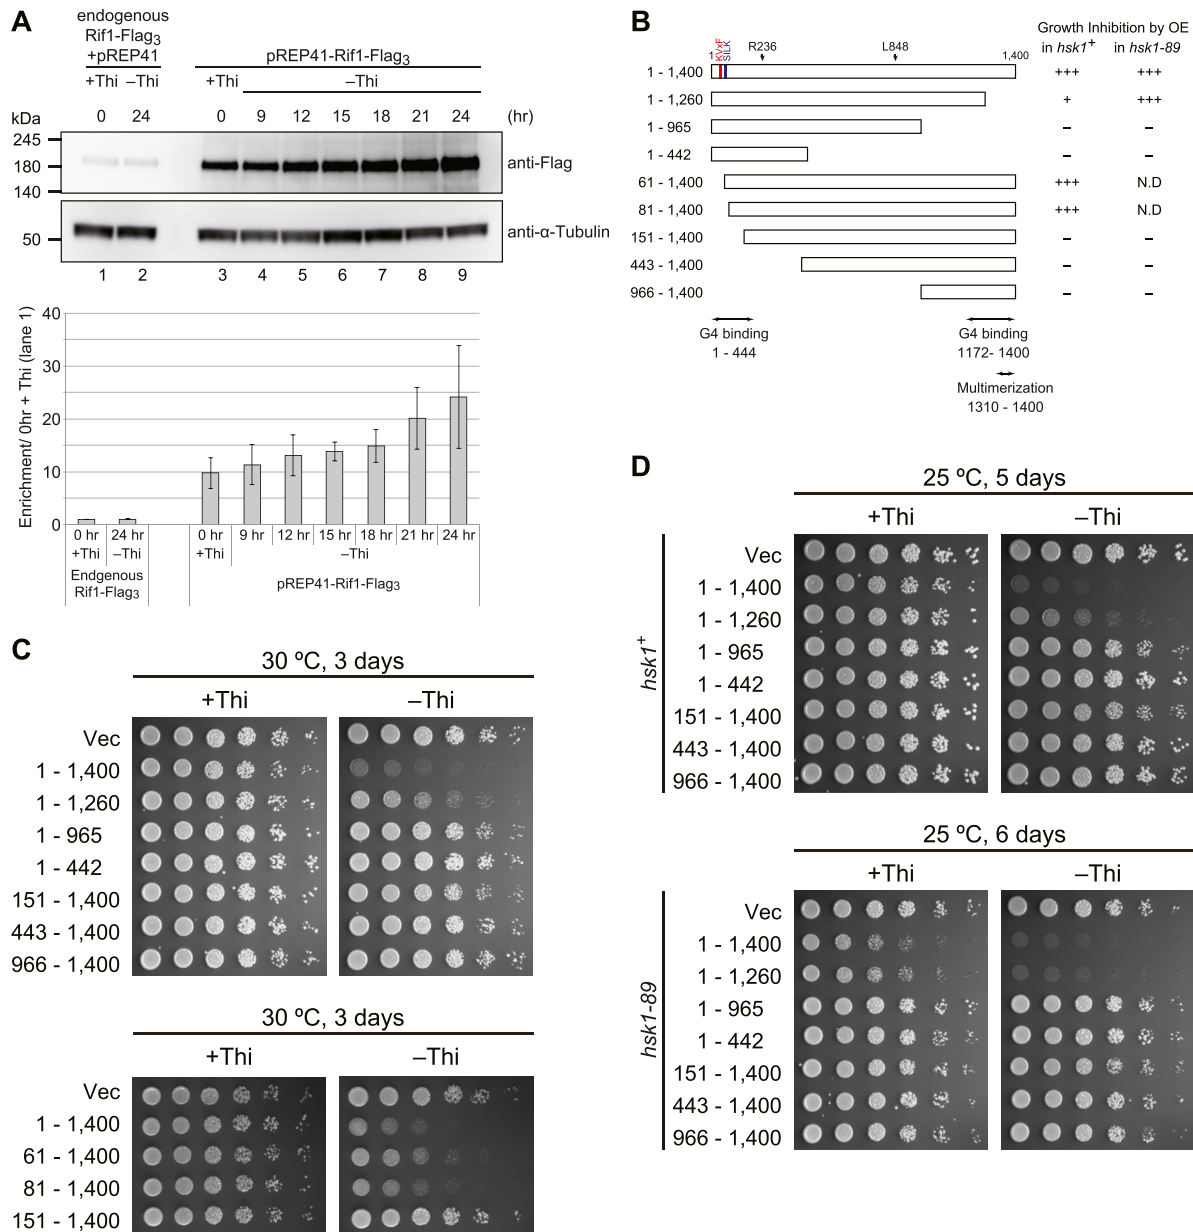 A
endogenous
Rif1-Flag3
+pREP41
+Thi –Thi
pREP41-Rif1-Flag3
+Thi –Thi
0 24 0 9 12 15 18 21 24 (hr)
kDa
245
180
140
anti-Flag
50
anti-α-Tubulin
1 2 3 4 5 6 7 8 9
Enrichment/ 0hr + Thi (lane 1)
40
30
20
10
0
0 hr 24 hr 0 hr 9 hr 12 hr 15 hr 18 hr 21 hr 24 hr
+Thi –Thi +Thi –Thi
Endgenous
Rif1-Flag3
pREP41-Rif1-Flag3
B
Growth Inhibition by OE
in hsk1+ in hsk1-89
1 KVxF SILK R236 L848 1,400
1 - 1,400 +++ +++
1 - 1,260 + +++
1 - 965 – –
1 - 442 – –
61 - 1,400 +++ N.D
81 - 1,400 +++ N.D
151 - 1,400 – –
443 - 1,400 – –
966 - 1,400 – –
G4 binding
1 - 444
G4 binding
1172- 1400
Multimerization
1310 - 1400
C
30 ºC, 3 days
+Thi –Thi
Vec
1 - 1,400
1 - 1,260
1 - 965
1 - 442
151 - 1,400
443 - 1,400
966 - 1,400
30 ºC, 3 days
+Thi –Thi
Vec
1 - 1,400
61 - 1,400
81 - 1,400
151 - 1,400
D
25 ºC, 5 days
+Thi –Thi
hsk1+
Vec
1 - 1,400
1 - 1,260
1 - 965
1 - 442
151 - 1,400
443 - 1,400
966 - 1,400
25 ºC, 6 days
+Thi –Thi
hsk1-89
Vec
1 - 1,400
1 - 1,260
1 - 965
1 - 442
151 - 1,400
443 - 1,400
966 - 1,400